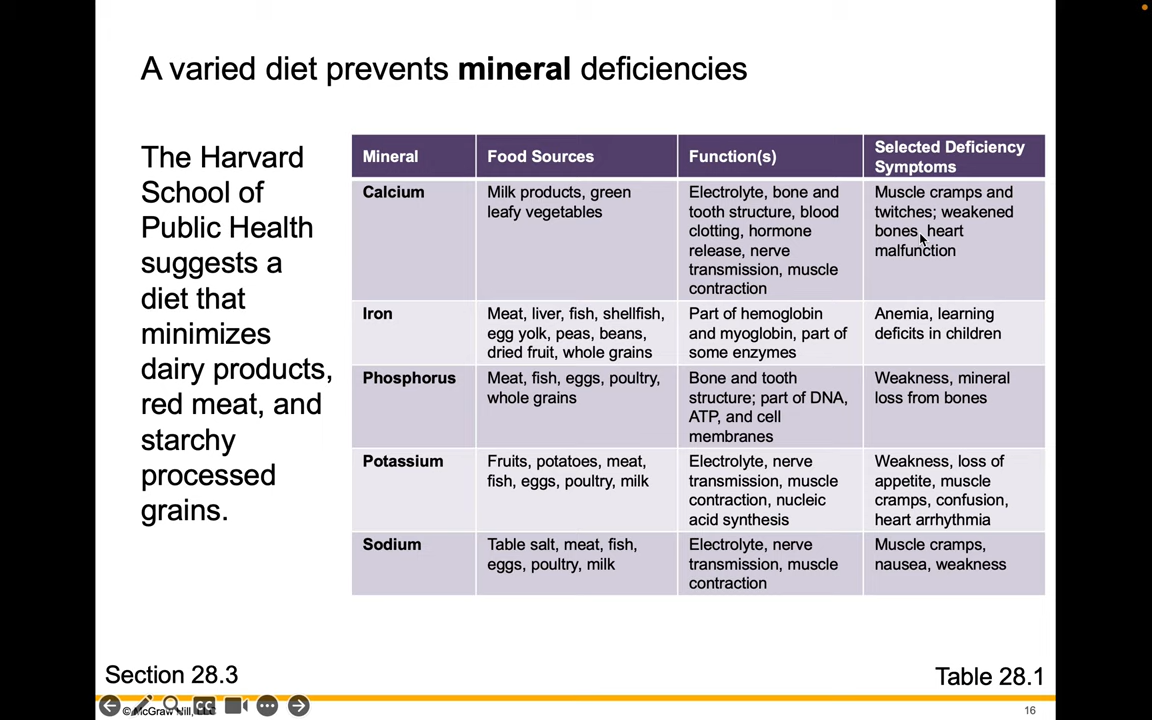 A varied diet prevents mineral deficiencies
The Harvard
School of
Public Health
suggests a
diet that
minimizes
dairy products,
red meat, and
starchy
processed
grains.
Mineral
Food Sources
Function(s)
Selected Deficiency
Symptoms
Calcium
Milk products, green
leafy vegetables
Electrolyte, bone and
tooth structure, blood
clotting, hormone
release, nerve
transmission, muscle
contraction
Muscle cramps and
twitches; weakened
bones, heart
malfunction
Iron
Meat, liver, fish, shellfish,
egg yolk, peas, beans,
dried fruit, whole grains
Part of hemoglobin
and myoglobin, part of
some enzymes
Anemia, learning
deficits in children
Phosphorus
Meat, fish, eggs, poultry,
whole grains
Bone and tooth
structure; part of DNA,
ATP, and cell
membranes
Weakness, mineral
loss from bones
Potassium
Fruits, potatoes, meat,
fish, eggs, poultry, milk
Electrolyte, nerve
transmission, muscle
contraction, nucleic
acid synthesis
Weakness, loss of
appetite, muscle
cramps, confusion,
heart arrhythmia
Sodium
Table salt, meat, fish,
eggs, poultry, milk
Electrolyte, nerve
transmission, muscle
contraction
Muscle cramps,
nausea, weakness
Section 28.3
Table 28.1
CC
©McGraw Hill, LLC
16